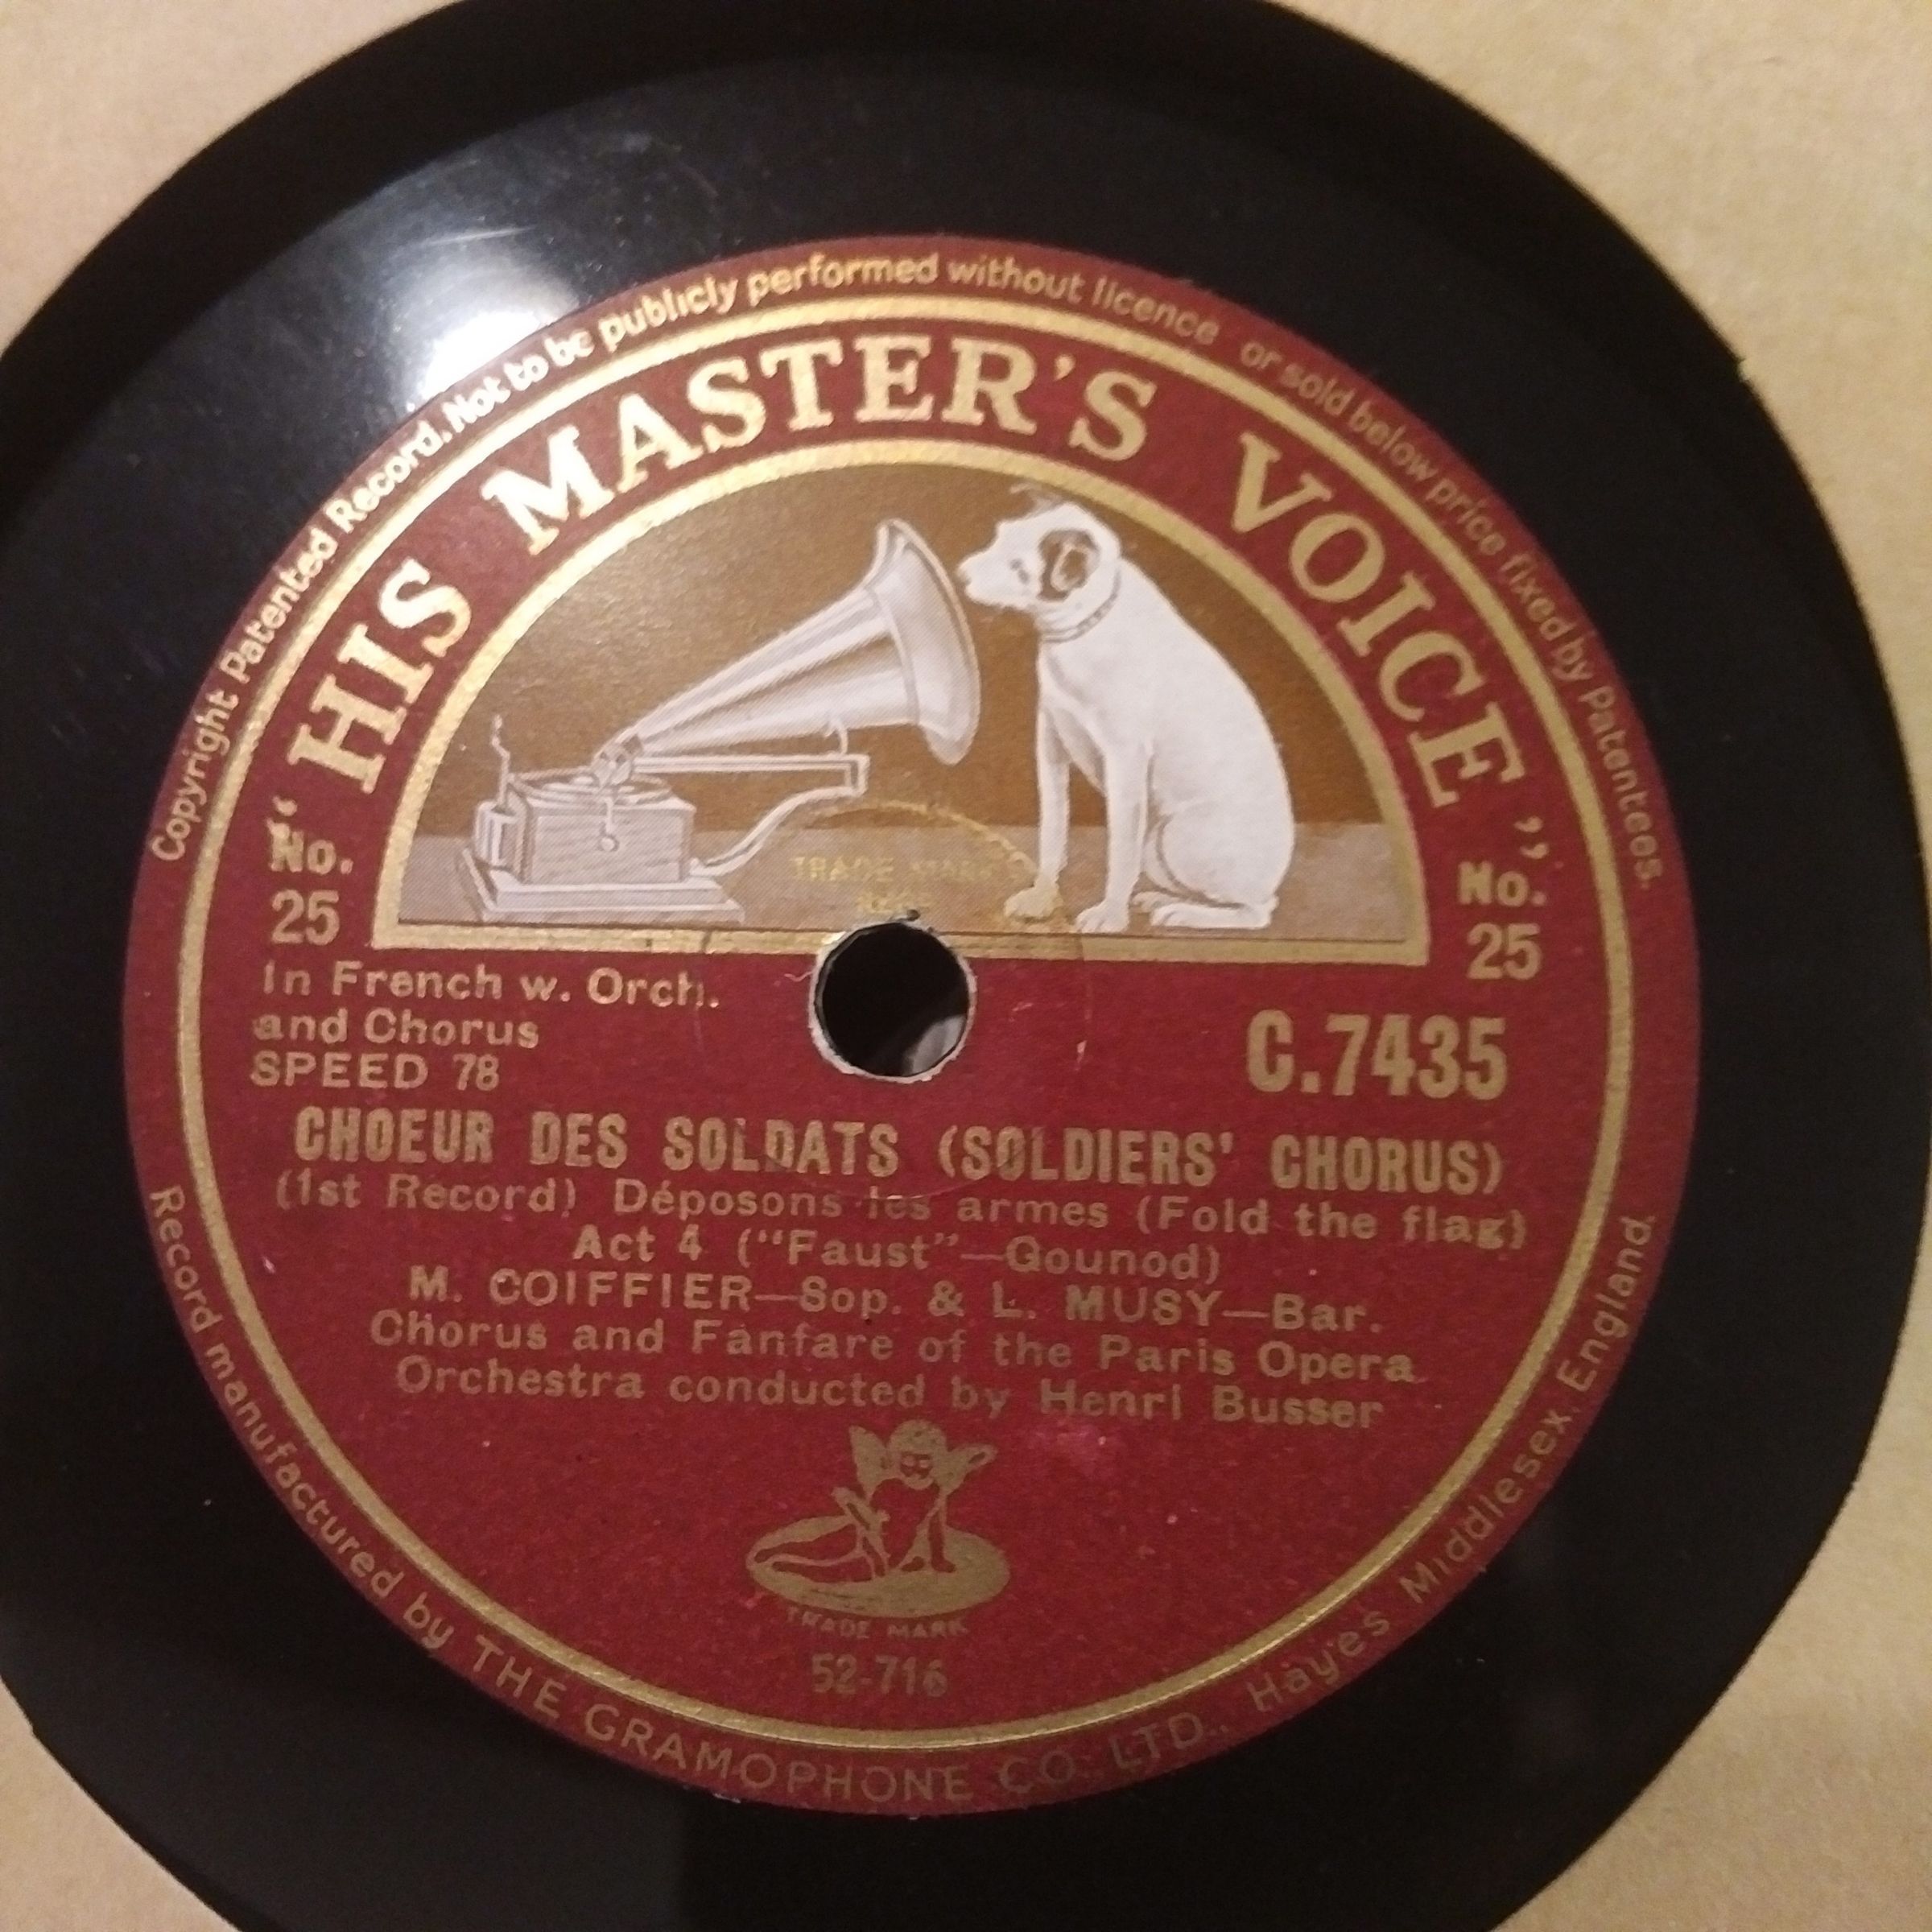 Copyright Patented Record. Not to be publicly performed without licence or sold below price fixed by Patentees.
“HIS MASTER'S VOICE”
TRADE MARK
No.
25
No.
25
In French w. Orch.
and Chorus
SPEED 78
C.7435
CHOEUR DES SOLDATS (SOLDIERS' CHORUS)
(1st Record) Déposons les armes (Fold the flag)
Act 4 (“Faust”—Gounod)
M. COIFFIER—Sop. & L. MUSY—Bar.
Chorus and Fanfare of the Paris Opera
Orchestra conducted by Henri Busser
TRADE MARK
52-716
Record manufactured by THE GRAMOPHONE CO. LTD., Hayes, Middlesex, England.